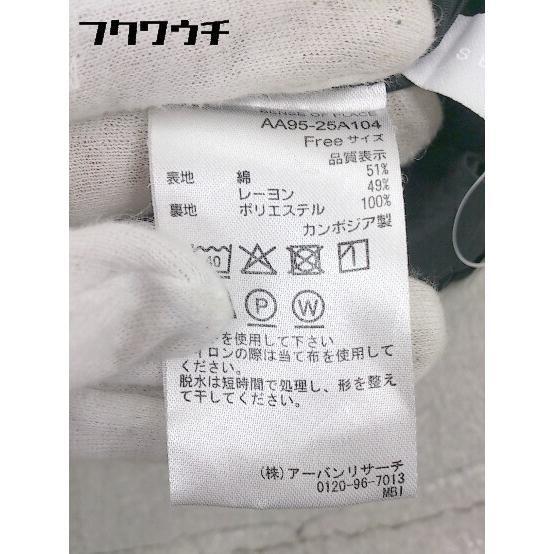 フクワウチ
SENSE OF PLACE
AA95-25A104
Free サイズ
品質表示
表地 綿 51%
レーヨン 49%
裏地 ポリエステル 100%
カンボジア製
40
P W
を使用して下さい
イロンの際は当て布を使用して
ください。
脱水は短時間で処理し、形を整え
て干してください。
(株) アーバンリサーチ
0120-96-7013
MBI